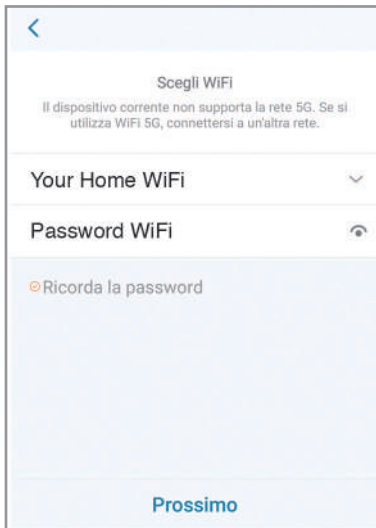 Scegli WiFi
Il dispositivo corrente non supporta la rete 5G. Se si
utilizza WiFi 5G, connettersi a un'altra rete.
Your Home WiFi
Password WiFi
Ricorda la password
Prossimo